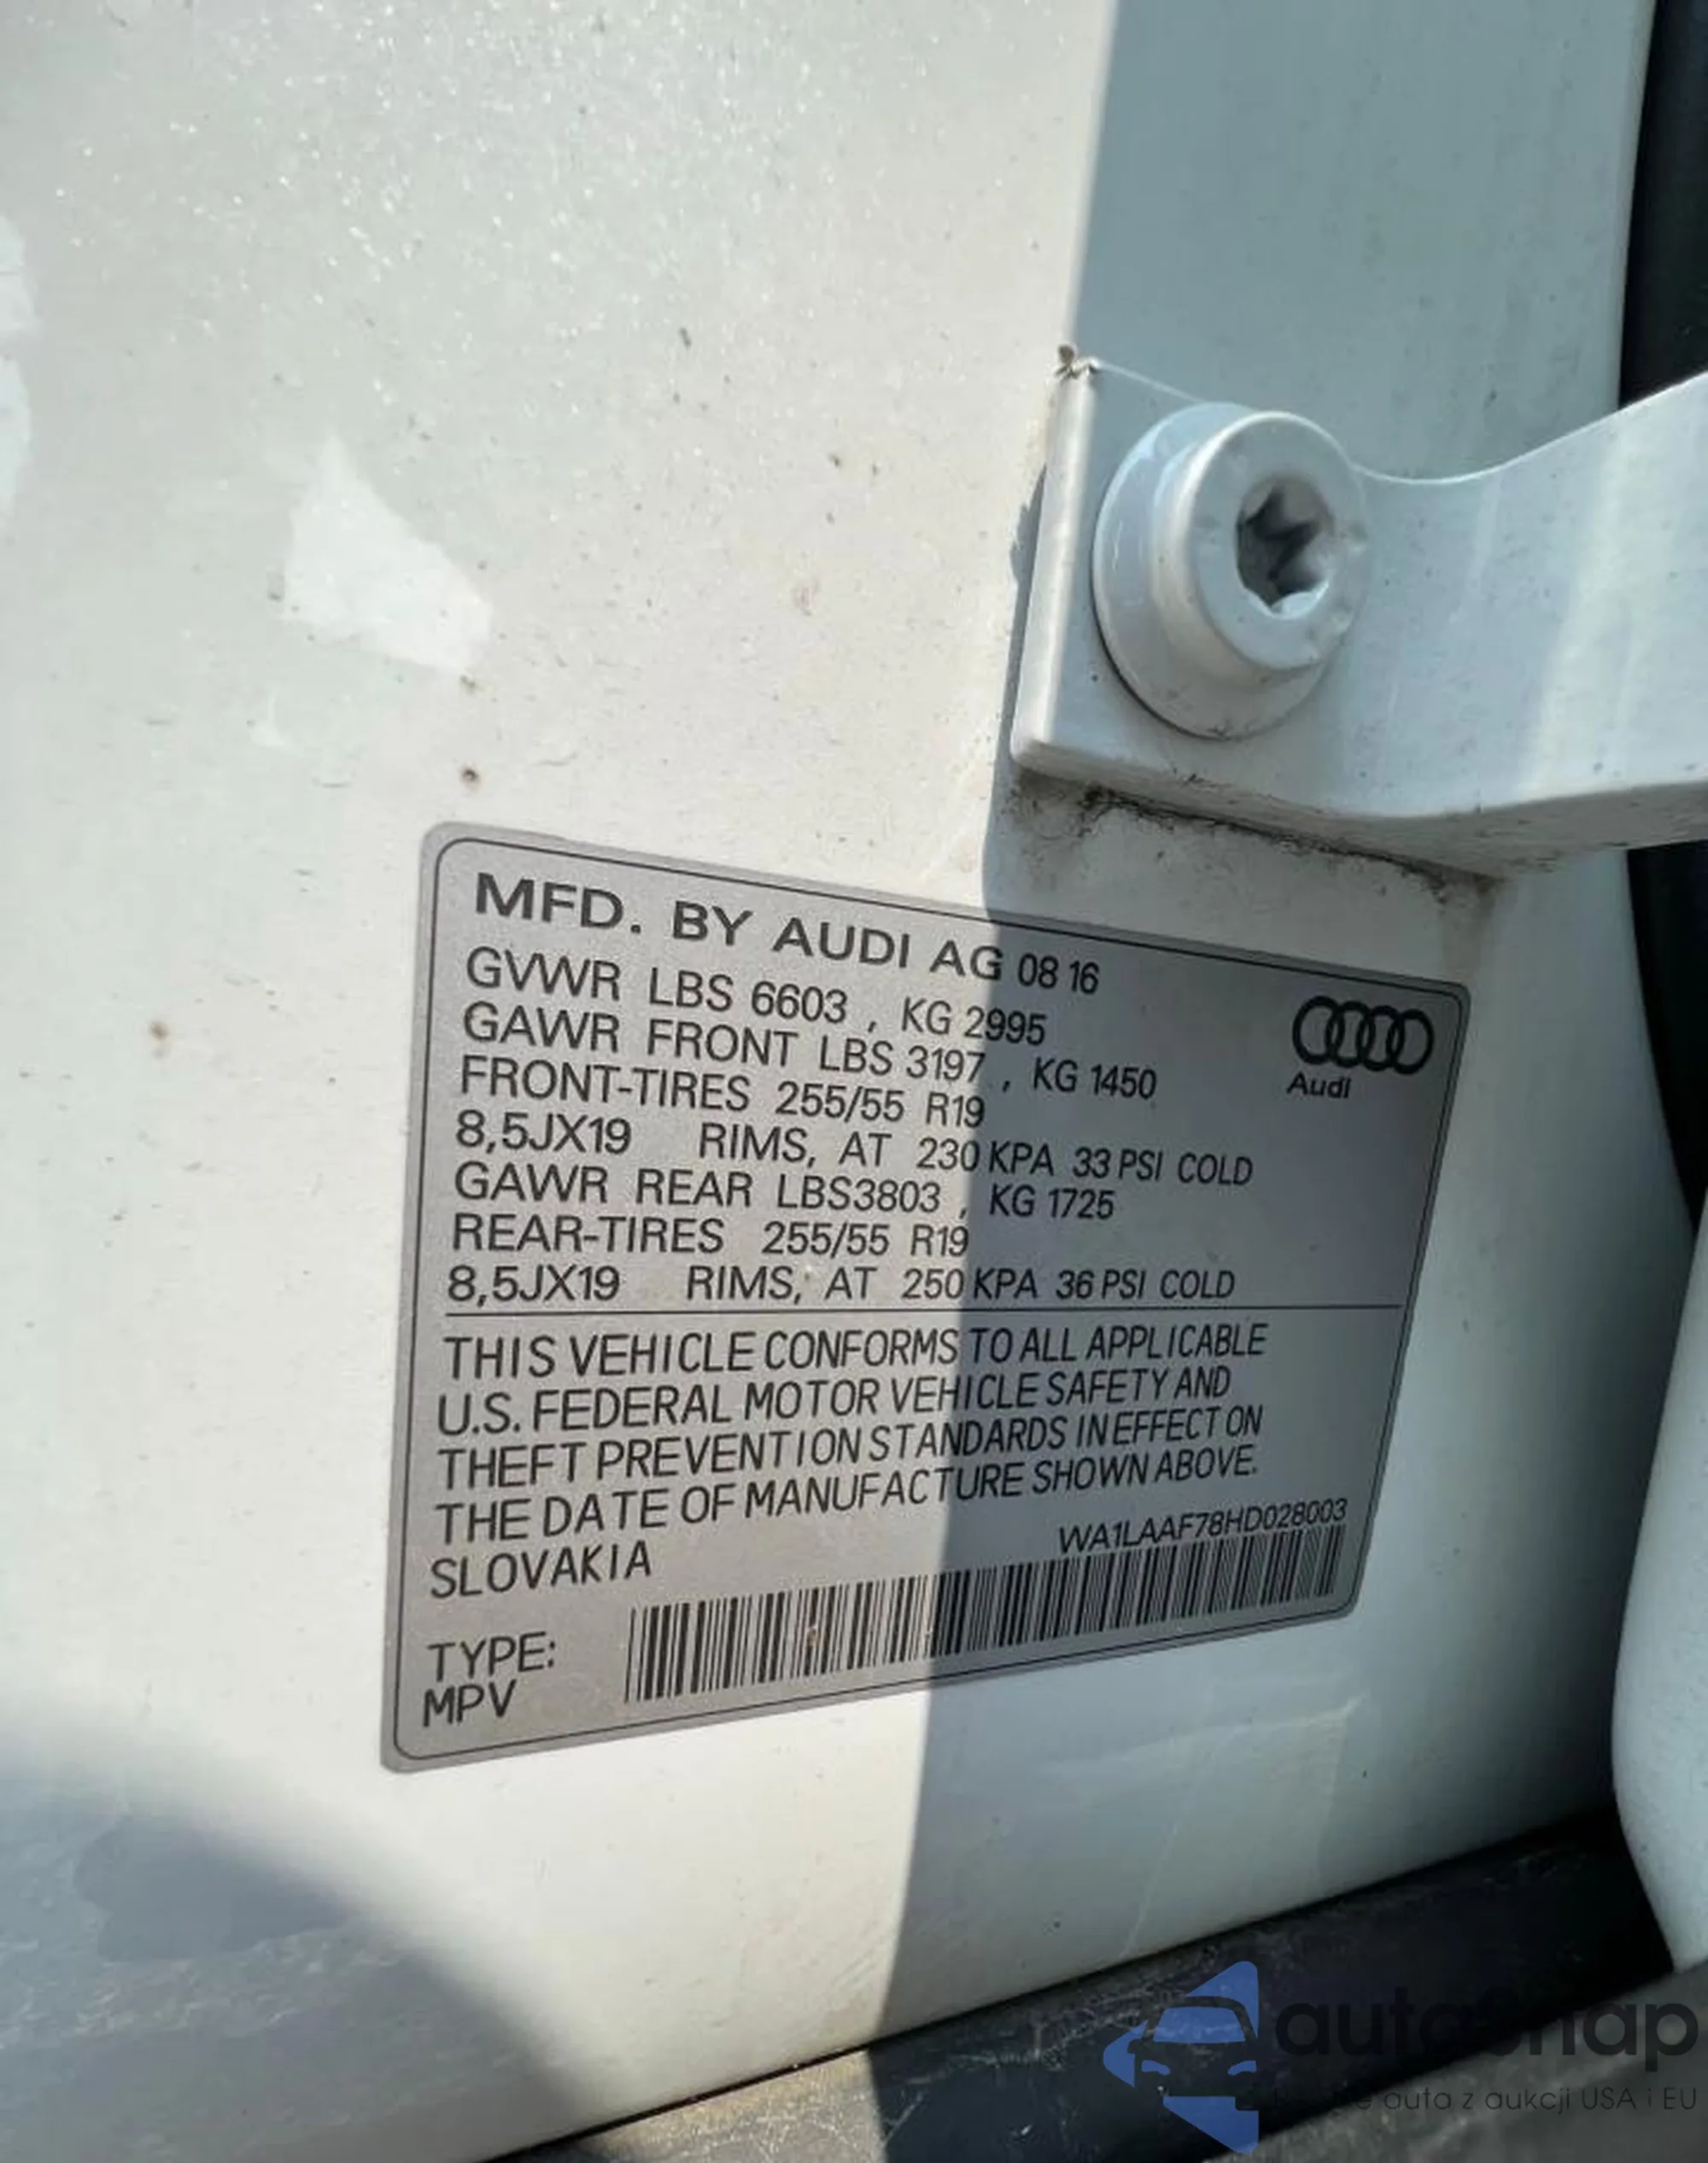 MFD. BY AUDI AG 08 16
GVWR LBS 6603 , KG 2995
GAWR FRONT LBS 3197 , KG 1450
FRONT-TIRES 255/55 R19
8,5JX19 RIMS, AT 230 KPA 33 PSI COLD
GAWR REAR LBS3803 , KG 1725
REAR-TIRES 255/55 R19
8,5JX19 RIMS, AT 250 KPA 36 PSI COLD
Audi
THIS VEHICLE CONFORMS TO ALL APPLICABLE
U.S. FEDERAL MOTOR VEHICLE SAFETY AND
THEFT PREVENTION STANDARDS IN EFFECT ON
THE DATE OF MANUFACTURE SHOWN ABOVE.
SLOVAKIA
WA1LAAF78HD028003
TYPE:
MPV
auta z aukcji USA i EU